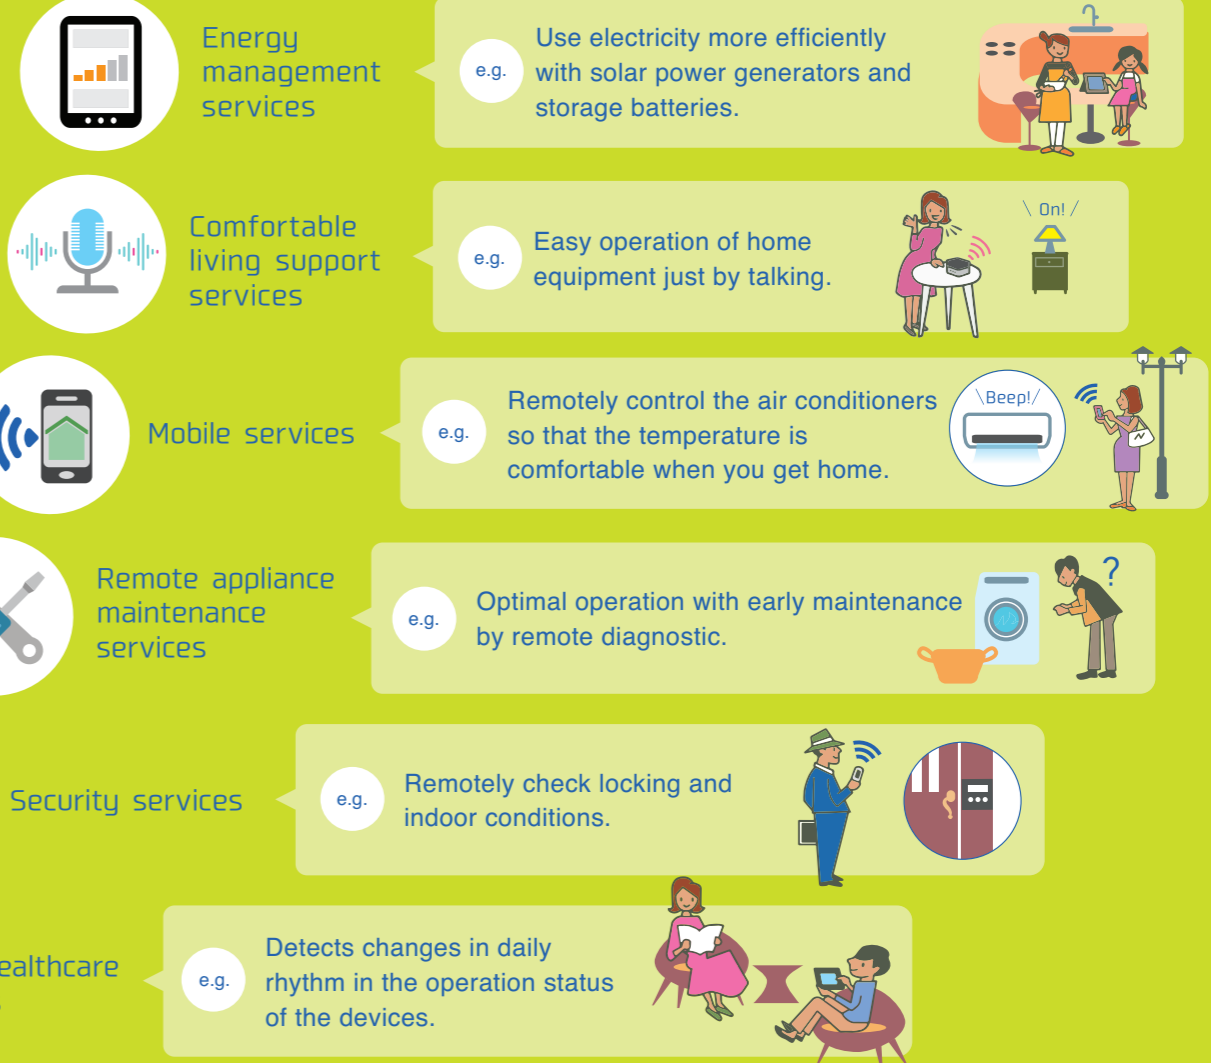 Energy
management
services
e.g.
Use electricity more efficiently
with solar power generators and
storage batteries.
Comfortable
living support
services
e.g.
Easy operation of home
equipment just by talking.
\ On! /
Mobile services
e.g.
Remotely control the air conditioners
so that the temperature is
comfortable when you get home.
\Beep!/
Remote appliance
maintenance
services
e.g.
Optimal operation with early maintenance
by remote diagnostic.
?
Security services
e.g.
Remotely check locking and
indoor conditions.
ealthcare
e.g.
Detects changes in daily
rhythm in the operation status
of the devices.